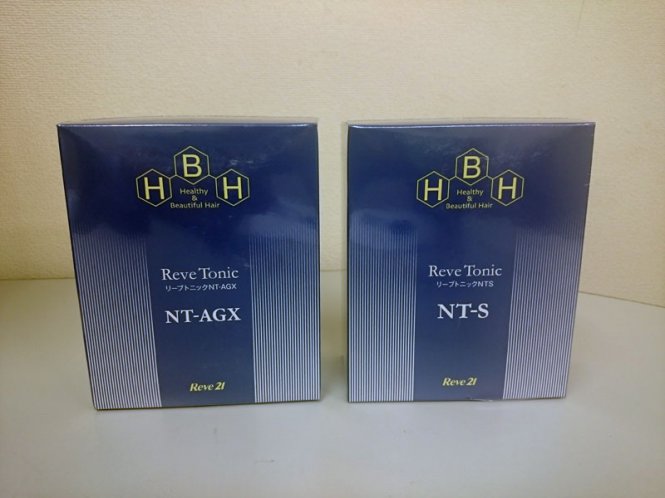 H B H
Healthy
&
Beautiful Hair
Reve Tonic
リーブトニックNT-AGX
NT-AGX
Reve 21
H B H
Healthy
&
Beautiful Hair
Reve Tonic
リーブトニックNTS
NT-S
Reve 21